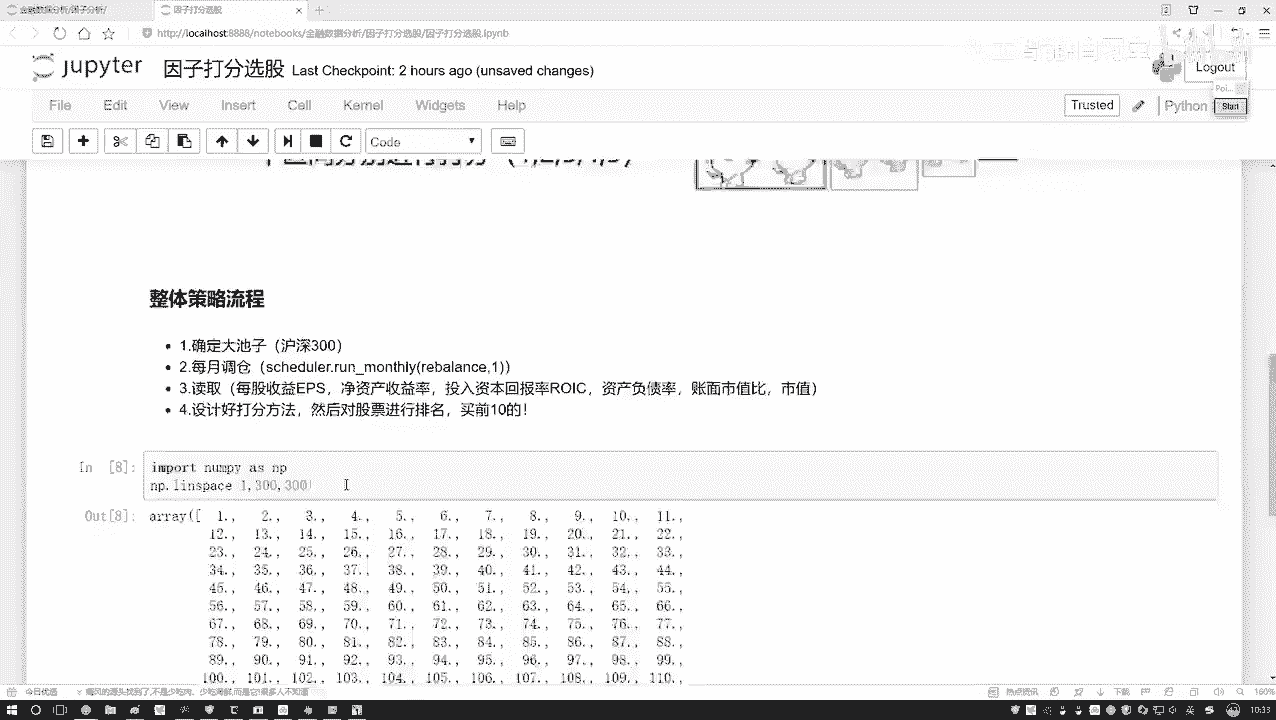 金融数据分析/因子分析/
因子打分选股
http://localhost:8888/notebooks/金融数据分析/因子打分选股/因子打分选股.ipynb
jupyter 因子打分选股 Last Checkpoint: 2 hours ago (unsaved changes)
Logout
File Edit View Insert Cell Kernel Widgets Help
Trusted
Python
Poi...
Start
Code
整体策略流程
1.确定大池子（沪深300）
2.每月调仓（scheduler.run_monthly(rebalance,1)）
3.读取（每股收益EPS，净资产收益率，投入资本回报率ROIC，资产负债率，账面市值比，市值）
4.设计好打分方法，然后对股票进行排名，买前10的！
In [8]: import numpy as np
np.linspace 1,300,300
Out[8]: array([ 1., 2., 3., 4., 5., 6., 7., 8., 9., 10., 11.,
12., 13., 14., 15., 16., 17., 18., 19., 20., 21., 22.,
23., 24., 25., 26., 27., 28., 29., 30., 31., 32., 33.,
34., 35., 36., 37., 38., 39., 40., 41., 42., 43., 44.,
45., 46., 47., 48., 49., 50., 51., 52., 53., 54., 55.,
56., 57., 58., 59., 60., 61., 62., 63., 64., 65., 66.,
67., 68., 69., 70., 71., 72., 73., 74., 75., 76., 77.,
78., 79., 80., 81., 82., 83., 84., 85., 86., 87., 88.,
89., 90., 91., 92., 93., 94., 95., 96., 97., 98., 99.,
100., 101., 102., 103., 104., 105., 106., 107., 108., 109., 110.,
今日优选
热点资讯
下载
160%
10:33